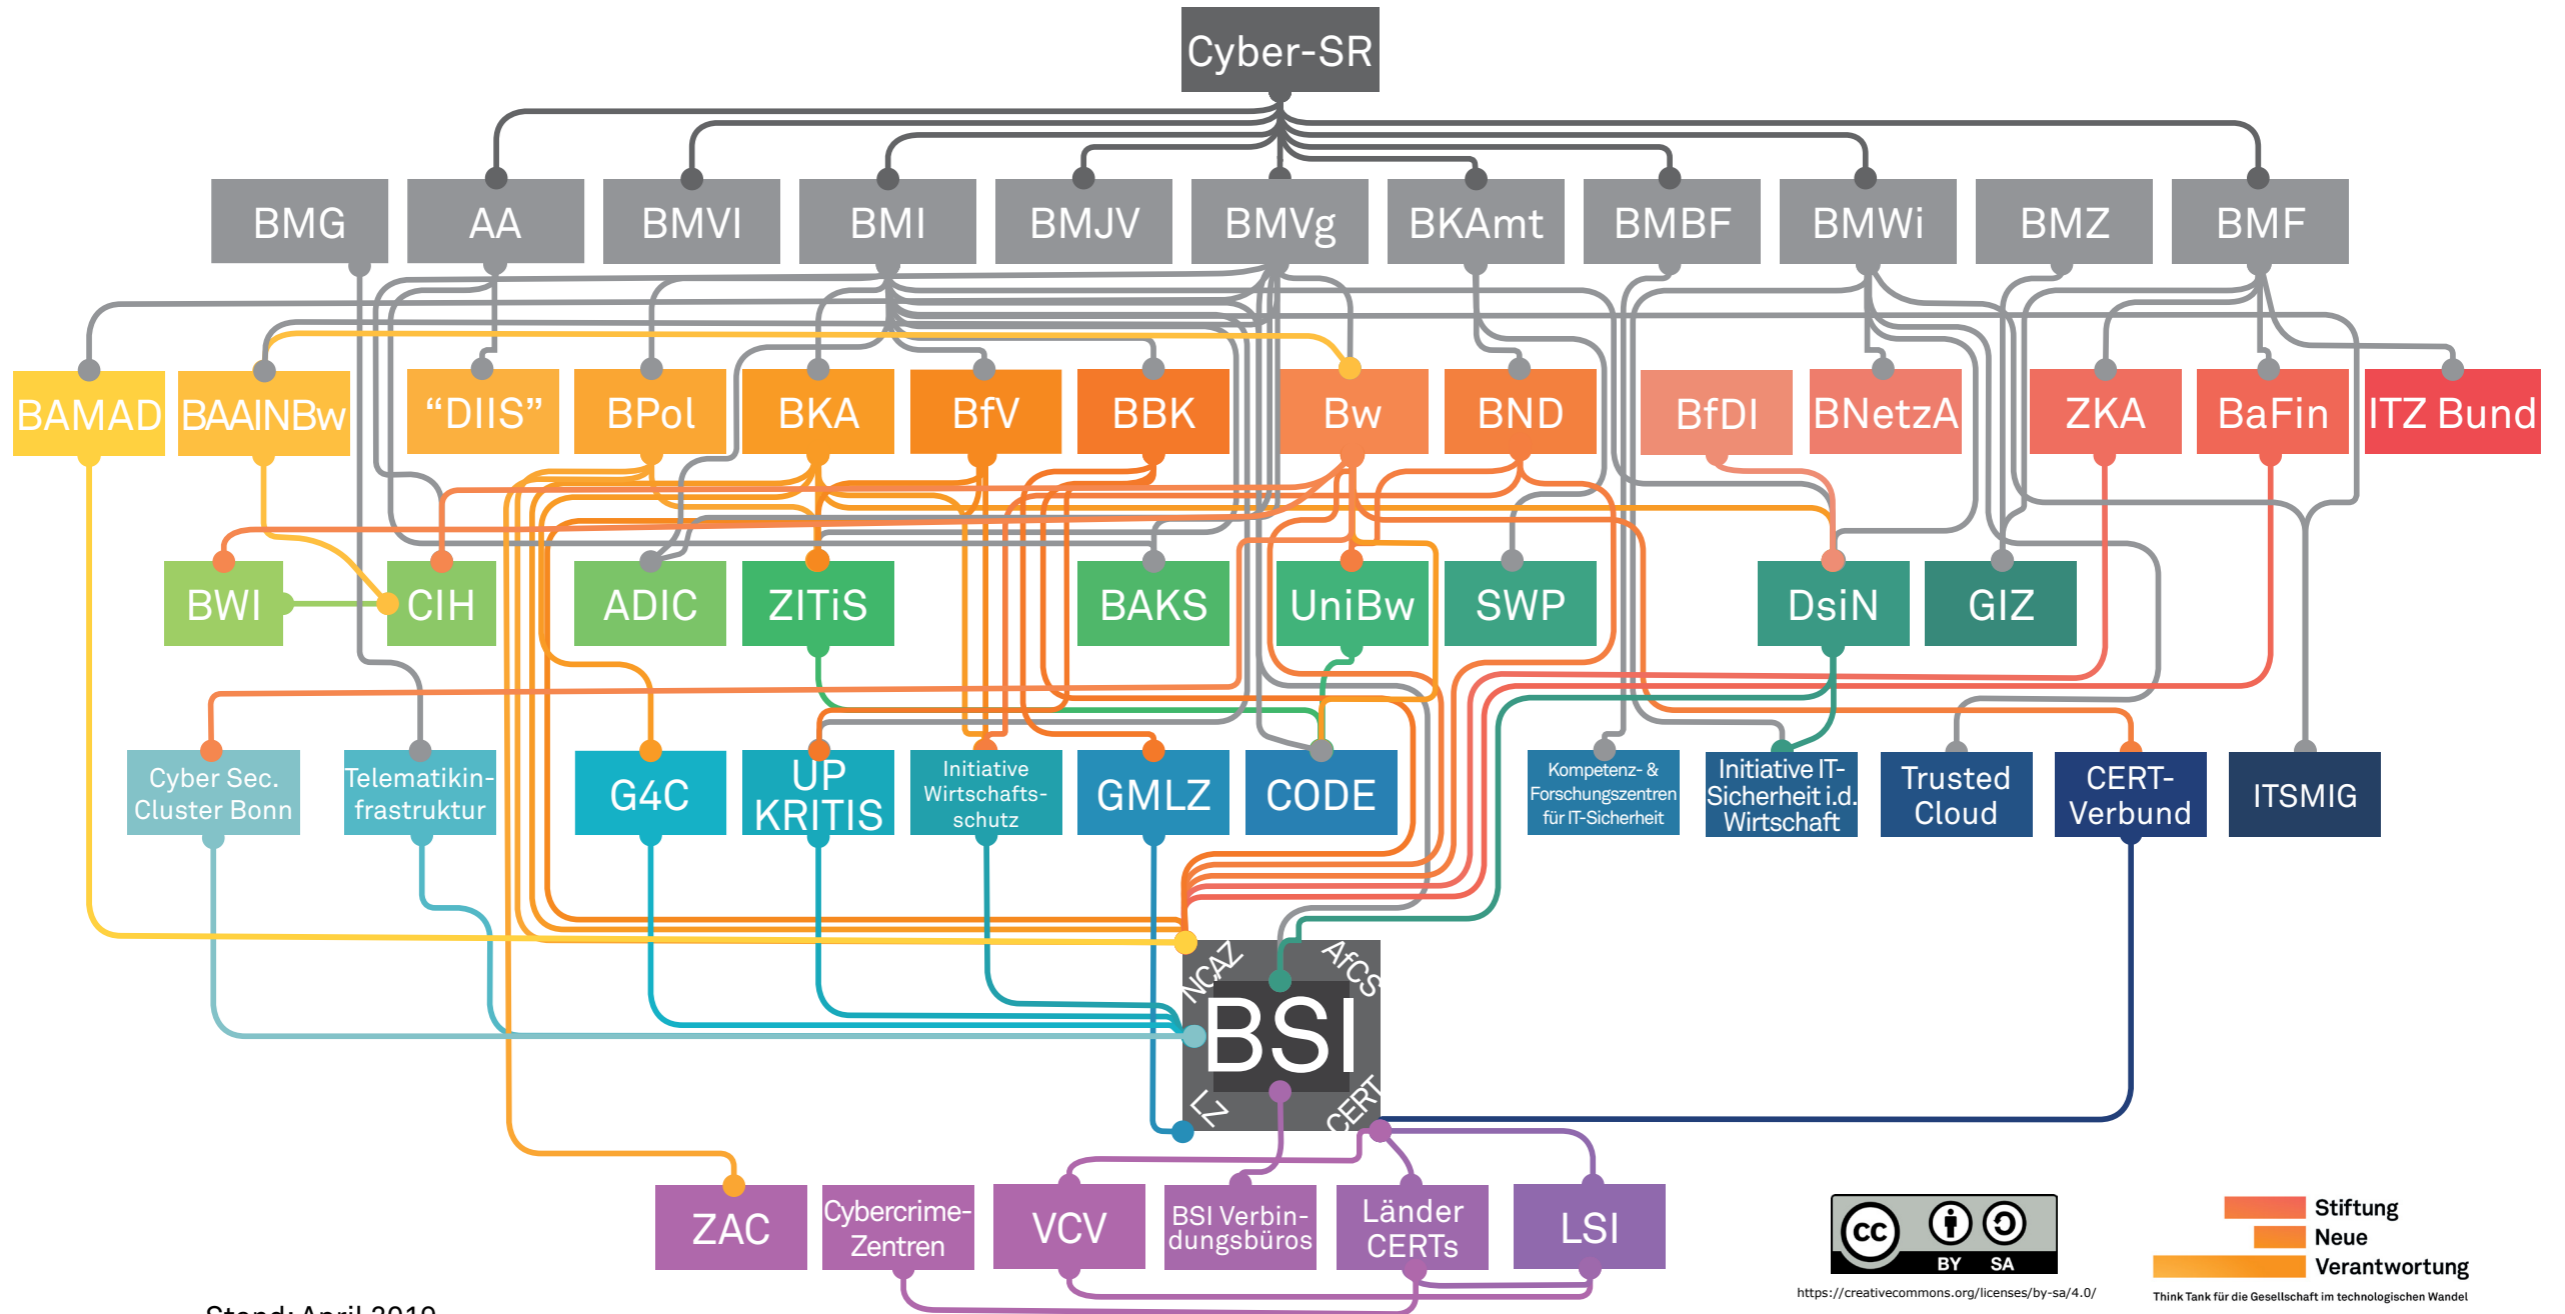 Cyber-SR
BMG
AA
BMVI
BMI
BMJV
BMVg
BKAmt
BMBF
BMWi
BMZ
BMF
BAMAD
BAAINBw
“DIIS”
BPol
BKA
BfV
BBK
Bw
BND
BfDI
BNetzA
ZKA
BaFin
ITZ Bund
BWI
CIH
ADIC
ZITiS
BAKS
UniBw
SWP
DsiN
GIZ
Cyber Sec.
Cluster Bonn
Telematikin-
frastruktur
G4C
UP
KRITIS
Initiative
Wirtschafts-
schutz
GMLZ
CODE
Kompetenz- &
Forschungszentren
für IT-Sicherheit
Initiative IT-
Sicherheit i.d.
Wirtschaft
Trusted
Cloud
CERT-
Verbund
ITSMIG
NCAZ
AfCS
BSI
LZ
CERT
ZAC
Cybercrime-
Zentren
VCV
BSI Verbin-
dungsbüros
Länder
CERTs
LSI
cc
BY SA
https://creativecommons.org/licenses/by-sa/4.0/
Stiftung
Neue
Verantwortung
Think Tank für die Gesellschaft im technologischen Wandel
Stand: April 2019